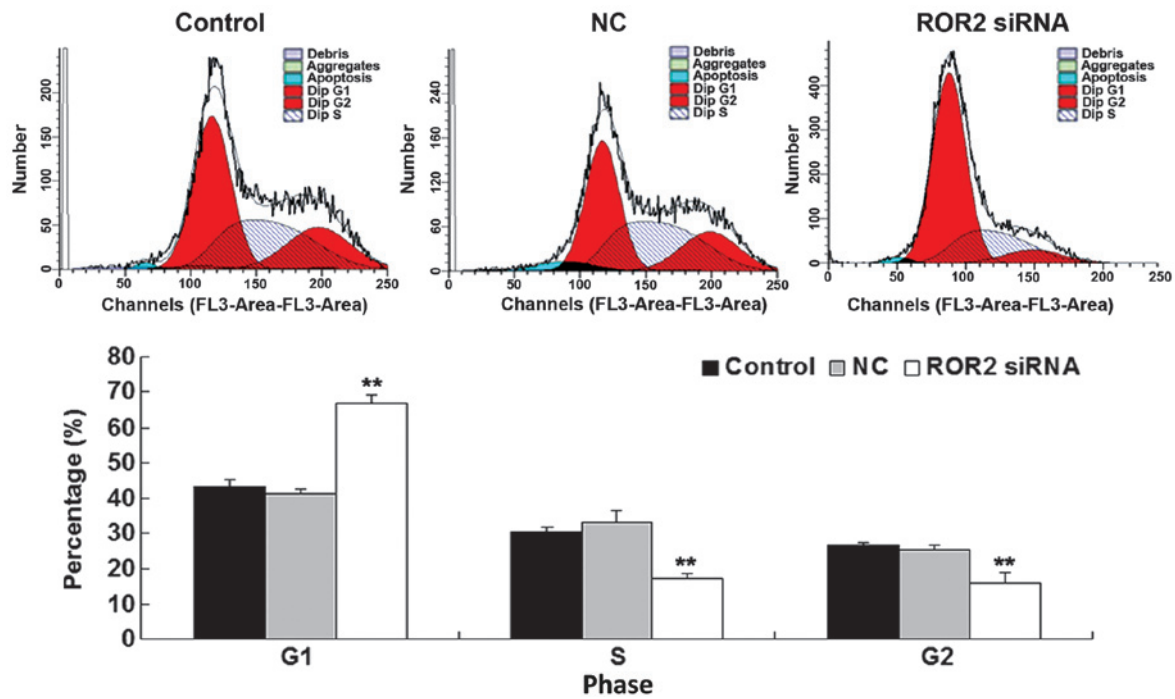 Control
NC
ROR2 siRNA
Debris
Aggregates
Apoptosis
Dip G1
Dip G2
Dip S
Number
200
150
100
50
0
0 50 100 150 200 250
Channels (FL3-Area-FL3-Area)
Debris
Aggregates
Apoptosis
Dip G1
Dip G2
Dip S
Number
240
160
120
60
0
0 50 100 150 200 250
Channels (FL3-Area-FL3-Area)
Debris
Aggregates
Apoptosis
Dip G1
Dip G2
Dip S
Number
400
300
200
100
0
0 50 100 150 200 250
Channels (FL3-Area-FL3-Area)
Control NC ROR2 siRNA
Percentage (%)
80
70
60
50
40
30
20
10
0
**
**
**
G1 S G2
Phase